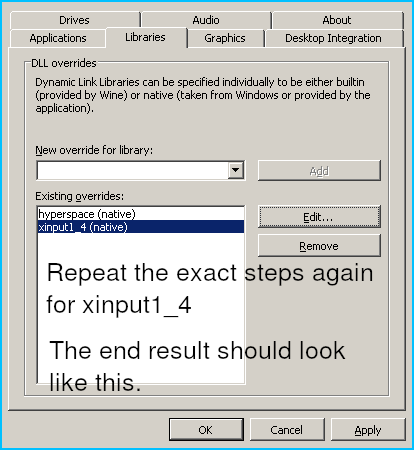 Drives Audio About
Applications Libraries Graphics Desktop Integration
DLL overrides
Dynamic Link Libraries can be specified individually to be either builtin
(provided by Wine) or native (taken from Windows or provided by the
application).
New override for library:
Add
Existing overrides:
hyperspace (native)
xinput1_4 (native)
Edit...
Remove
Repeat the exact steps again
for xinput1_4
The end result should look
like this.
OK Cancel Apply